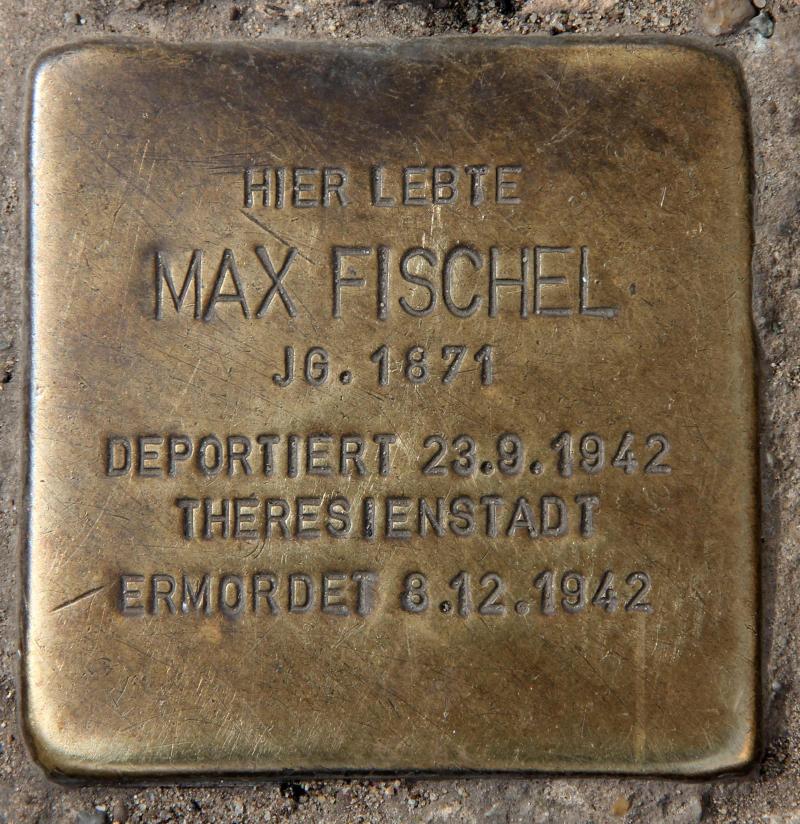 HIER LEBTE
MAX FISCHEL
JG. 1871
DEPORTIERT 23.9.1942
THERESIENSTADT
ERMORDET 8.12.1942